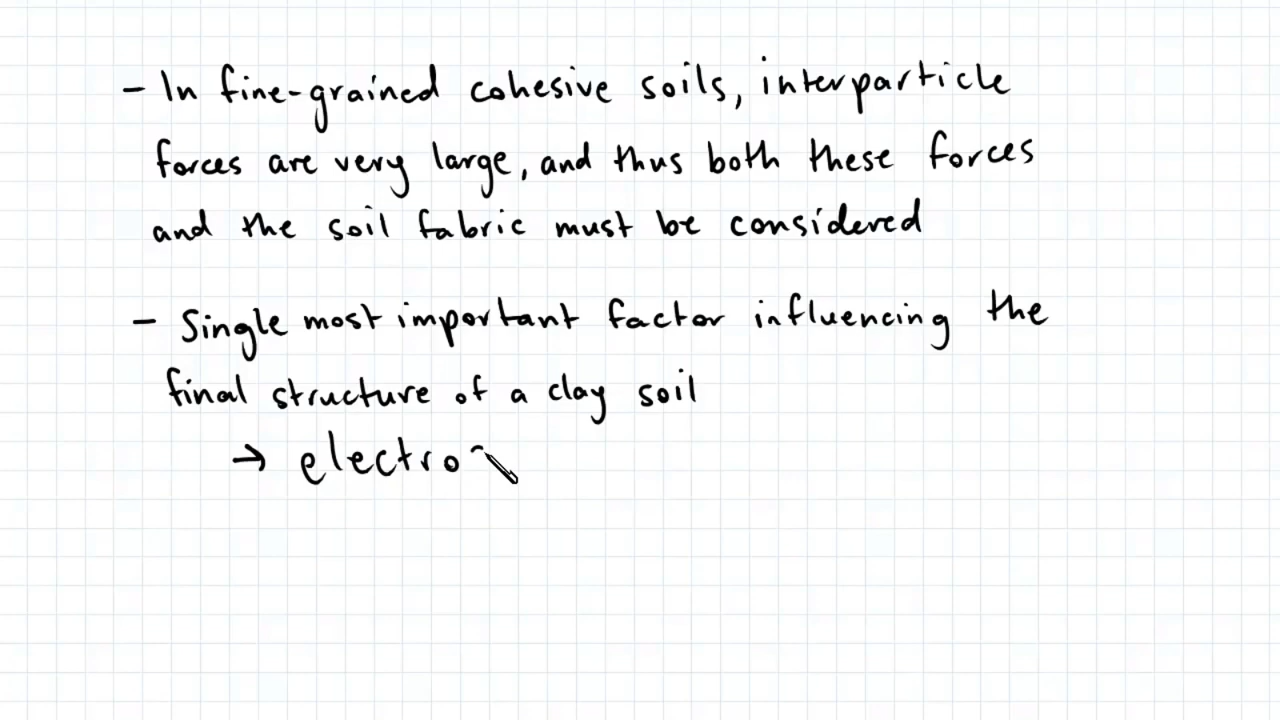 - In fine-grained cohesive soils, interparticle
forces are very large, and thus both these forces
and the soil fabric must be considered
- Single most important factor influencing the
final structure of a clay soil
→ electro